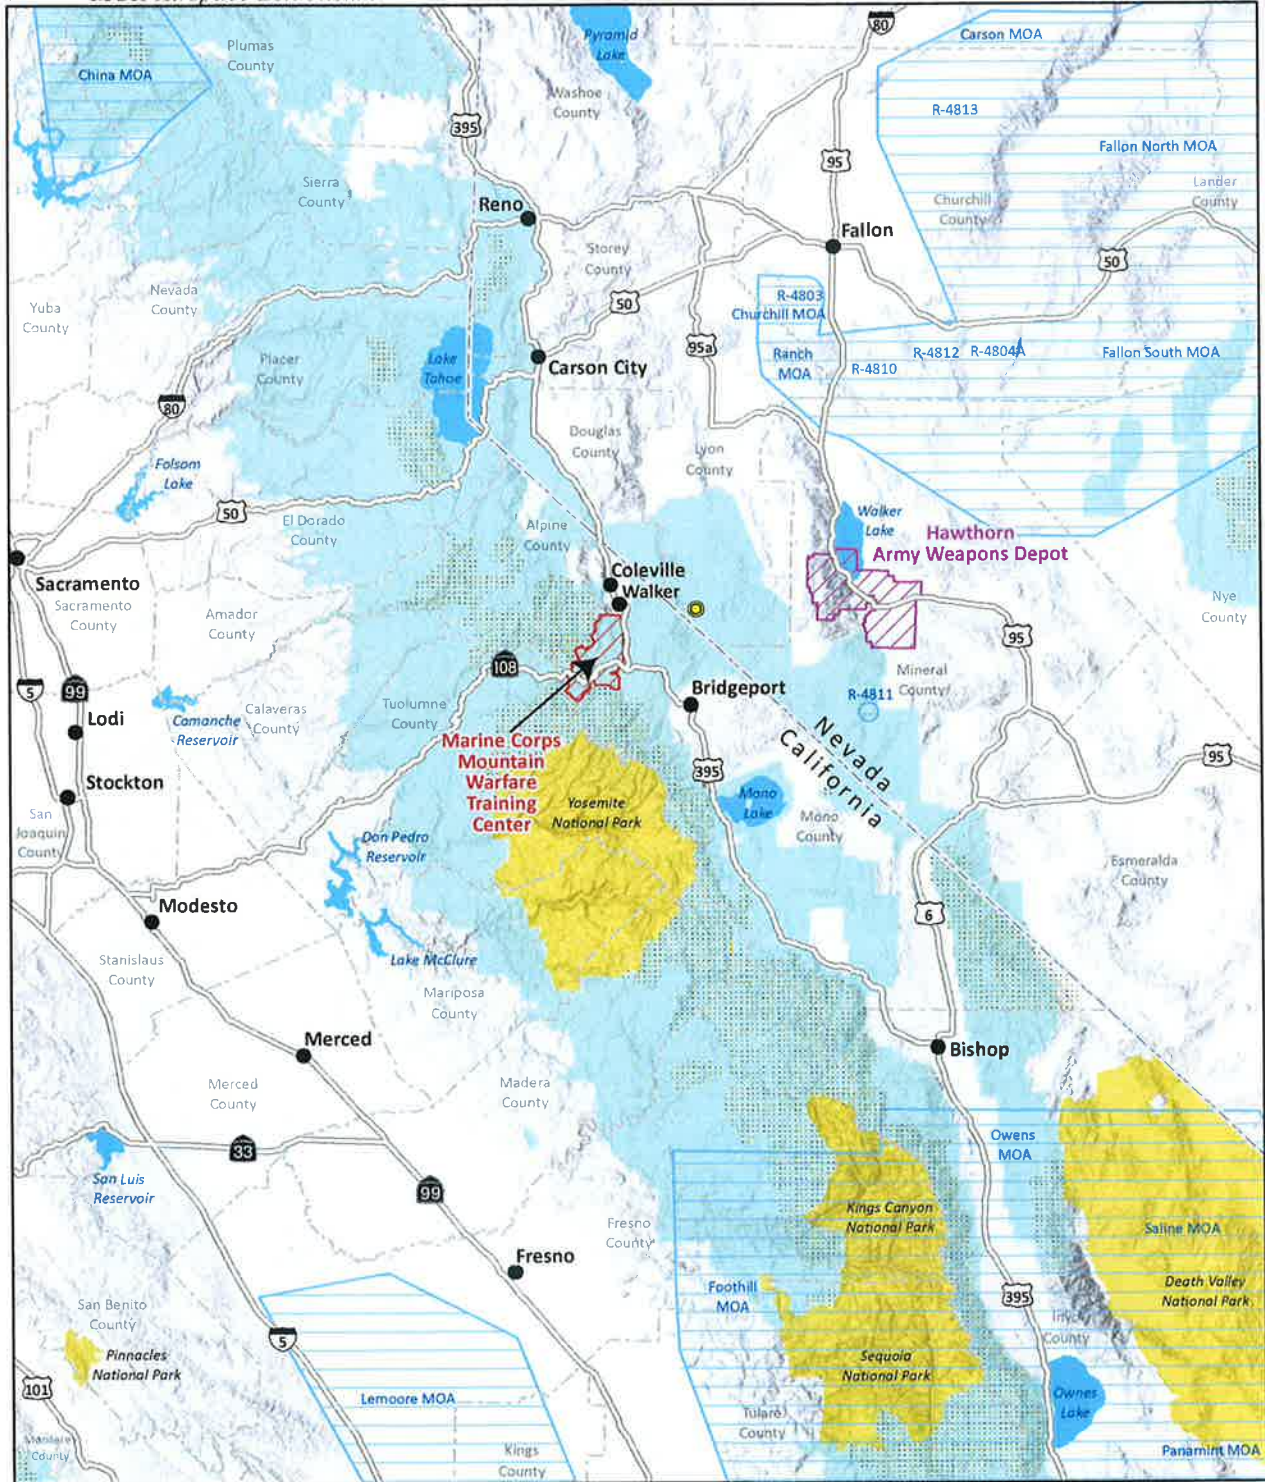 Plumas
County
China MOA
Pyramid
Lake
Washoe
County
80
Carson MOA
R-4813
395
95
Fallon North MOA
Lander
County
Churchill
County
Sierra
County
Reno
Fallon
Storey
County
50
Nevada
County
Yuba
County
50
R-4803
Churchill MOA
95a
Ranch
MOA
R-4812
R-4804A
R-4810
Fallon South MOA
Placer
County
Lake
Tahoe
Carson City
80
Douglas
County
Lyon
County
Folsom
Lake
50
El Dorado
County
Alpine
County
Walker
Lake
Hawthorn
Army Weapons Depot
Sacramento
Sacramento
County
Coleville
Walker
Nye
County
Amador
County
95
108
5
99
Lodi
Comanche
Reservoir
Calaveras
County
Tuolumne
County
Bridgeport
Mineral
County
R-4811
Nevada
California
Marine Corps
Mountain
Warfare
Training
Center
395
95
Stockton
San
Joaquin
County
Yosemite
National Park
Mono
Lake
Mono
County
Don Pedro
Reservoir
Esmeralda
County
Modesto
6
Stanislaus
County
Lake McClure
Mariposa
County
Merced
Bishop
Merced
County
Madera
County
33
Owens
MOA
San Luis
Reservoir
99
Kings Canyon
National Park
Fresno
County
Saline MOA
Fresno
Foothill
MOA
Death Valley
National Park
395
Inyo
County
San Benito
County
5
Pinnacles
National Park
Sequoia
National Park
101
Lemoore MOA
Ownes
Lake
Tulare
County
Monterey
County
Kings
County
Panamint MOA